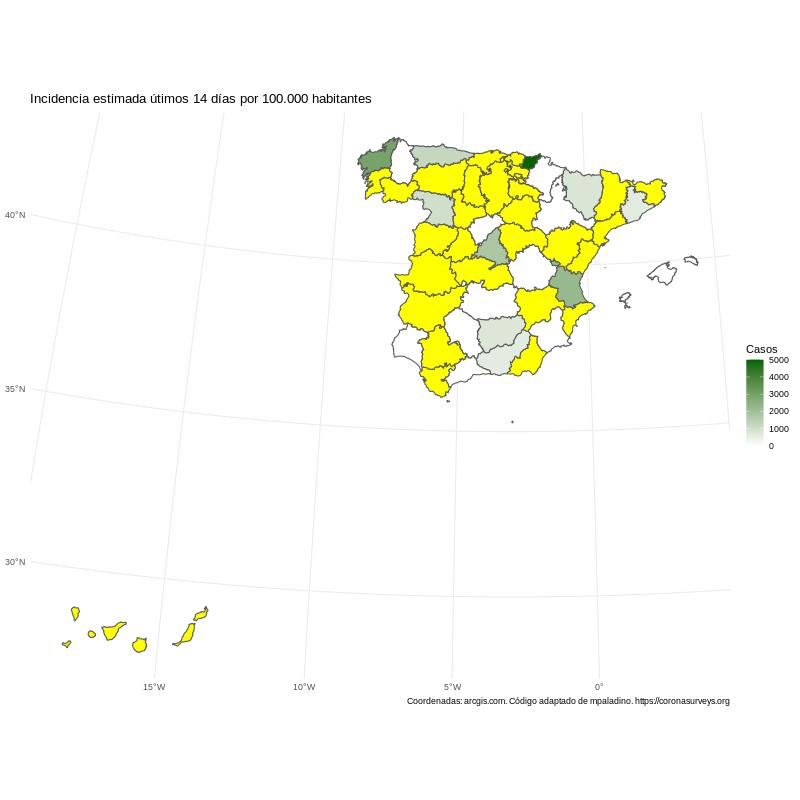 Incidencia estimada útimos 14 días por 100.000 habitantes
40°N
35°N
30°N
15°W
10°W
5°W
0°
Casos
5000
4000
3000
2000
1000
0
Coordenadas: arcgis.com. Código adaptado de mpaladino. https://coronasurveys.org